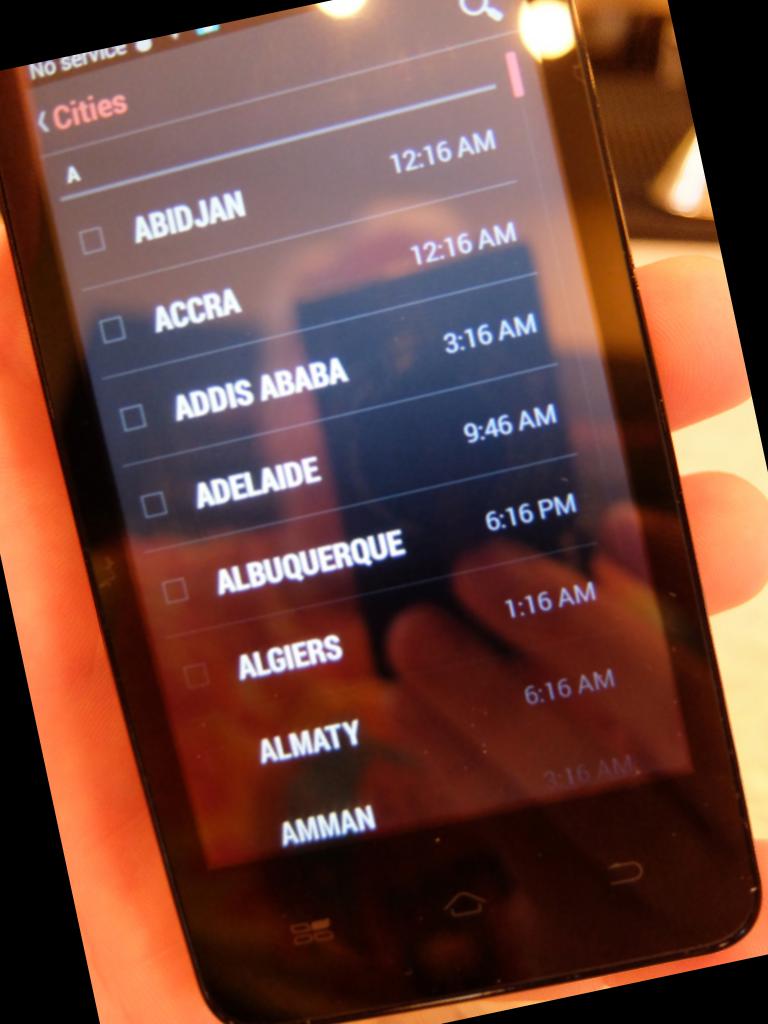 No service
Cities
A
ABIDJAN 12:16 AM
ACCRA 12:16 AM
ADDIS ABABA 3:16 AM
ADELAIDE 9:46 AM
ALBUQUERQUE 6:16 PM
ALGIERS 1:16 AM
ALMATY 6:16 AM
AMMAN 3:16 AM